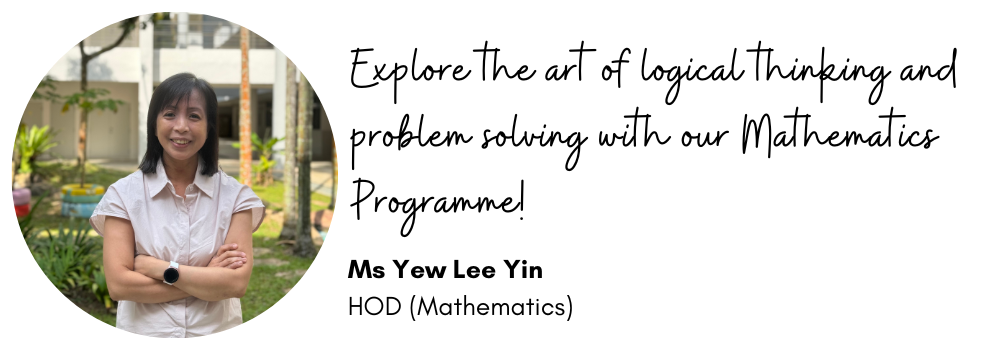 Explore the art of logical thinking and
problem solving with our Mathematics
Programme!
Ms Yew Lee Yin
HOD (Mathematics)